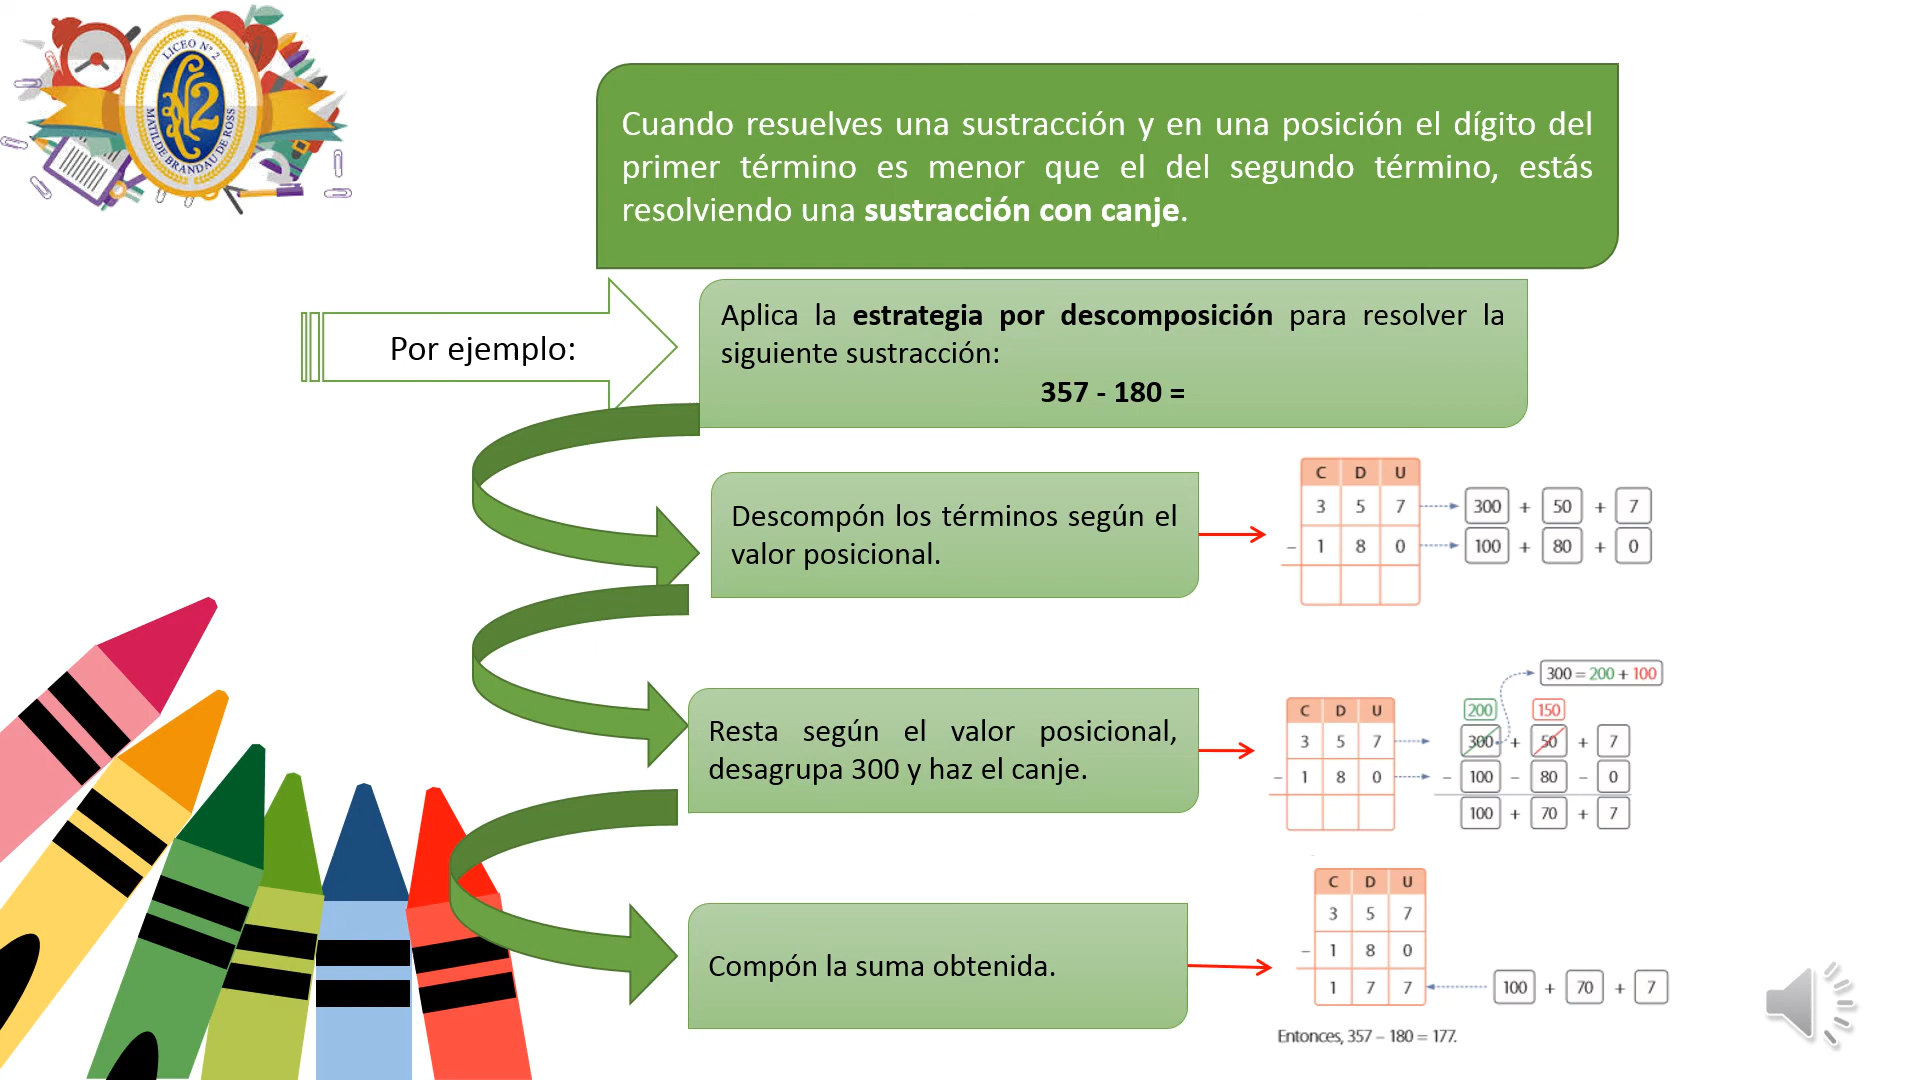 LICEO N° 2
MATILDE BRANDAU DE ROSS
Cuando resuelves una sustracción y en una posición el dígito del
primer término es menor que el del segundo término, estás
resolviendo una sustracción con canje.
Por ejemplo:
Aplica la estrategia por descomposición para resolver la
siguiente sustracción:
357 - 180 =
Descompón los términos según el
valor posicional.
C D U
3 5 7 300 + 50 + 7
- 1 8 0 100 + 80 + 0
Resta según el valor posicional,
desagrupa 300 y haz el canje.
300 = 200 + 100
200 150
C D U
3 5 7 300 + 50 + 7
- 1 8 0 - 100 - 80 - 0
100 + 70 + 7
Compón la suma obtenida.
C D U
3 5 7
- 1 8 0
1 7 7 100 + 70 + 7
Entonces, 357 – 180 = 177.